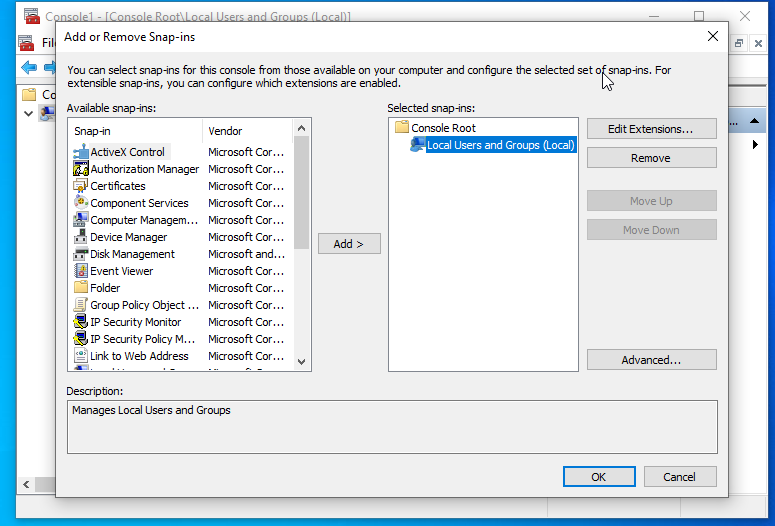 Console1 - [Console Root\Local Users and Groups (Local)]
Add or Remove Snap-ins
You can select snap-ins for this console from those available on your computer and configure the selected set of snap-ins. For
extensible snap-ins, you can configure which extensions are enabled.
Available snap-ins:
Snap-in Vendor
ActiveX Control Microsoft Cor...
Authorization Manager Microsoft Cor...
Certificates Microsoft Cor...
Component Services Microsoft Cor...
Computer Managem... Microsoft Cor...
Device Manager Microsoft Cor...
Disk Management Microsoft and...
Event Viewer Microsoft Cor...
Folder Microsoft Cor...
Group Policy Object ... Microsoft Cor...
IP Security Monitor Microsoft Cor...
IP Security Policy M... Microsoft Cor...
Link to Web Address Microsoft Cor...
Add >
Selected snap-ins:
Console Root
Local Users and Groups (Local)
Edit Extensions...
Remove
Move Up
Move Down
Advanced...
Description:
Manages Local Users and Groups
OK
Cancel